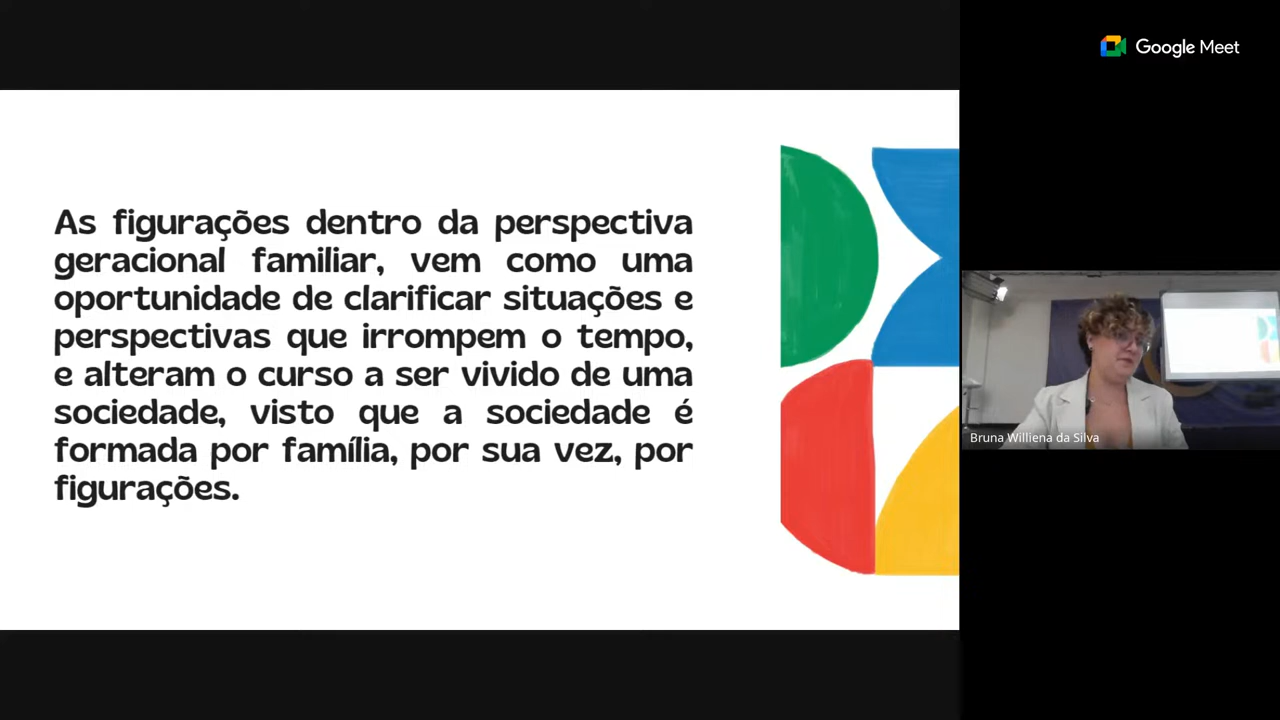 Google Meet
As figurações dentro da perspectiva
geracional familiar, vem como uma
oportunidade de clarificar situações e
perspectivas que irrompem o tempo,
e alteram o curso a ser vivido de uma
sociedade, visto que a sociedade é
formada por família, por sua vez, por
figurações.
Bruna Williena da Silva